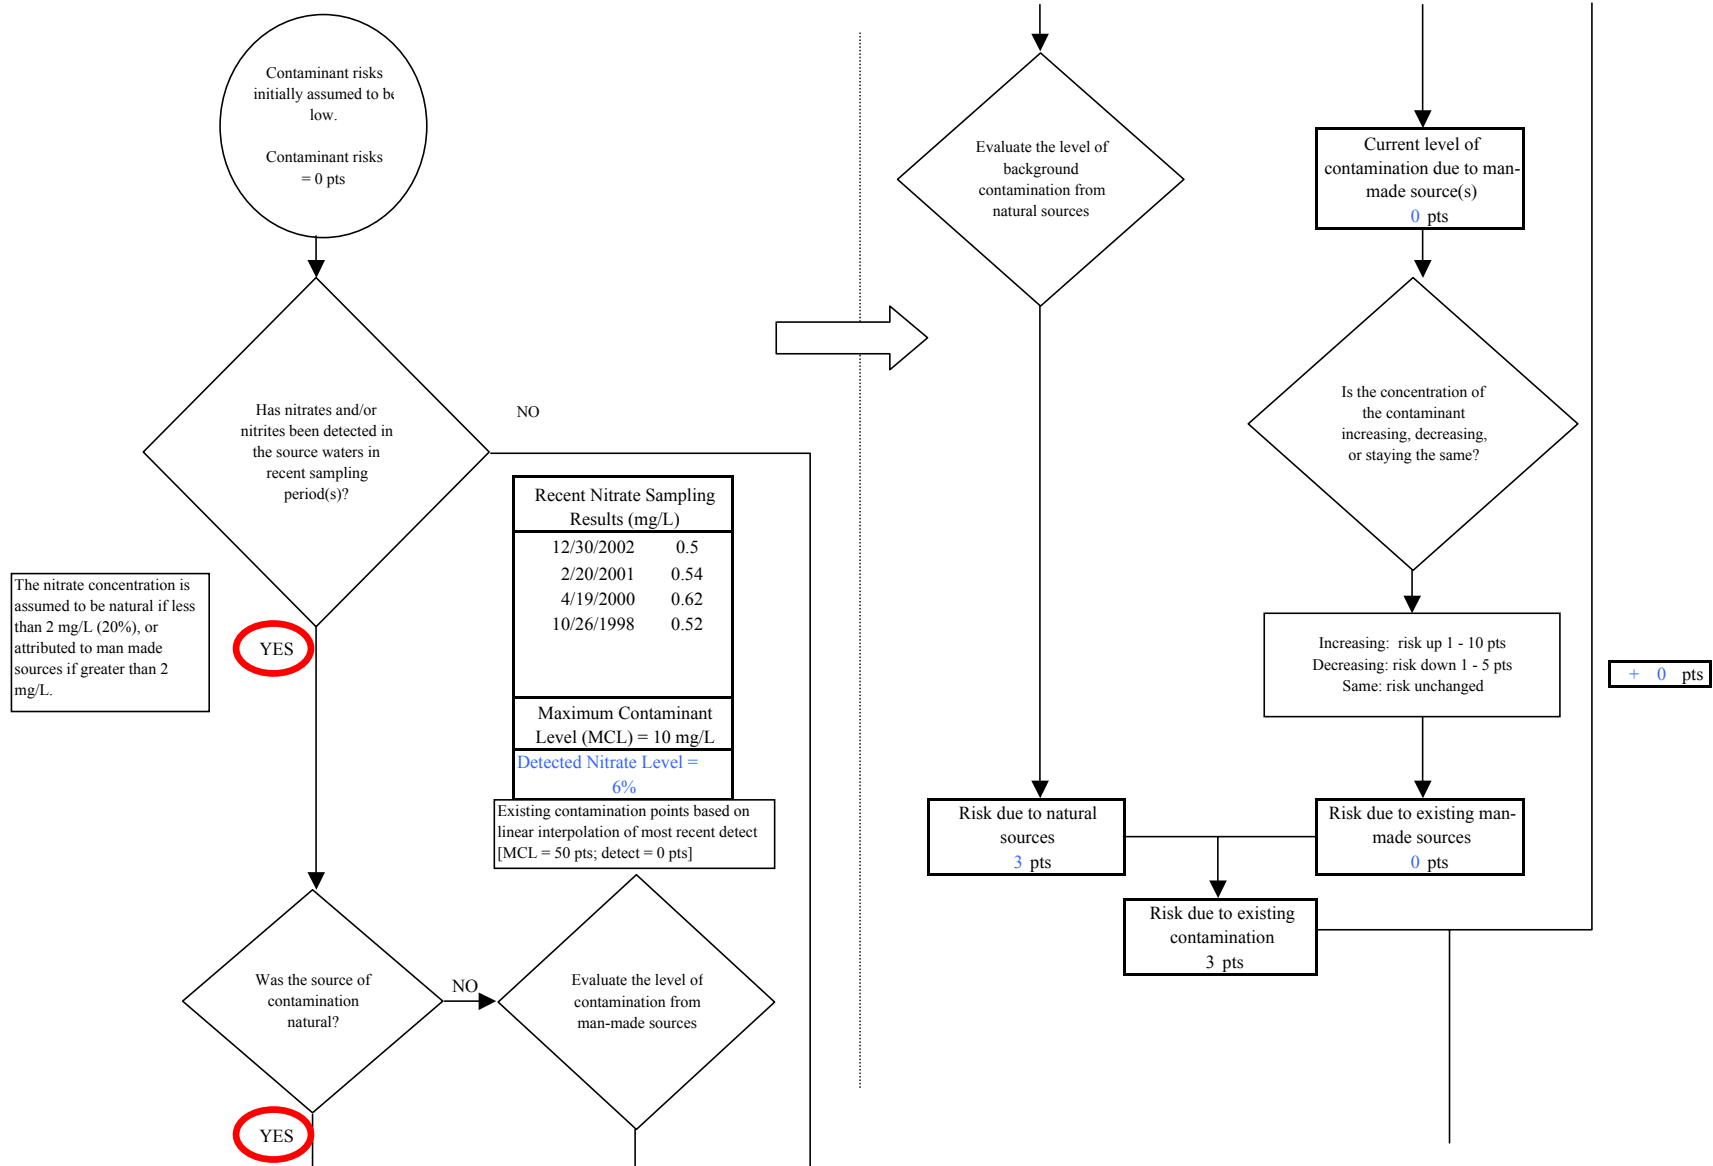 Contaminant risks
initially assumed to be
low.
Contaminant risks
= 0 pts
Has nitrates and/or
nitrites been detected in
the source waters in
recent sampling
period(s)?
NO
Recent Nitrate Sampling
Results (mg/L)
12/30/2002 0.5
2/20/2001 0.54
4/19/2000 0.62
10/26/1998 0.52
Maximum Contaminant
Level (MCL) = 10 mg/L
Detected Nitrate Level =
6%
Existing contamination points based on
linear interpolation of most recent detect
[MCL = 50 pts; detect = 0 pts]
The nitrate concentration is
assumed to be natural if less
than 2 mg/L (20%), or
attributed to man made
sources if greater than 2
mg/L.
YES
Was the source of
contamination
natural?
NO
Evaluate the level of
contamination from
man-made sources
YES
Evaluate the level of
background
contamination from
natural sources
Current level of
contamination due to man-
made source(s)
0 pts
Is the concentration of
the contaminant
increasing, decreasing,
or staying the same?
Increasing: risk up 1 - 10 pts
Decreasing: risk down 1 - 5 pts
Same: risk unchanged
+ 0 pts
Risk due to natural
sources
3 pts
Risk due to existing man-
made sources
0 pts
Risk due to existing
contamination
3 pts